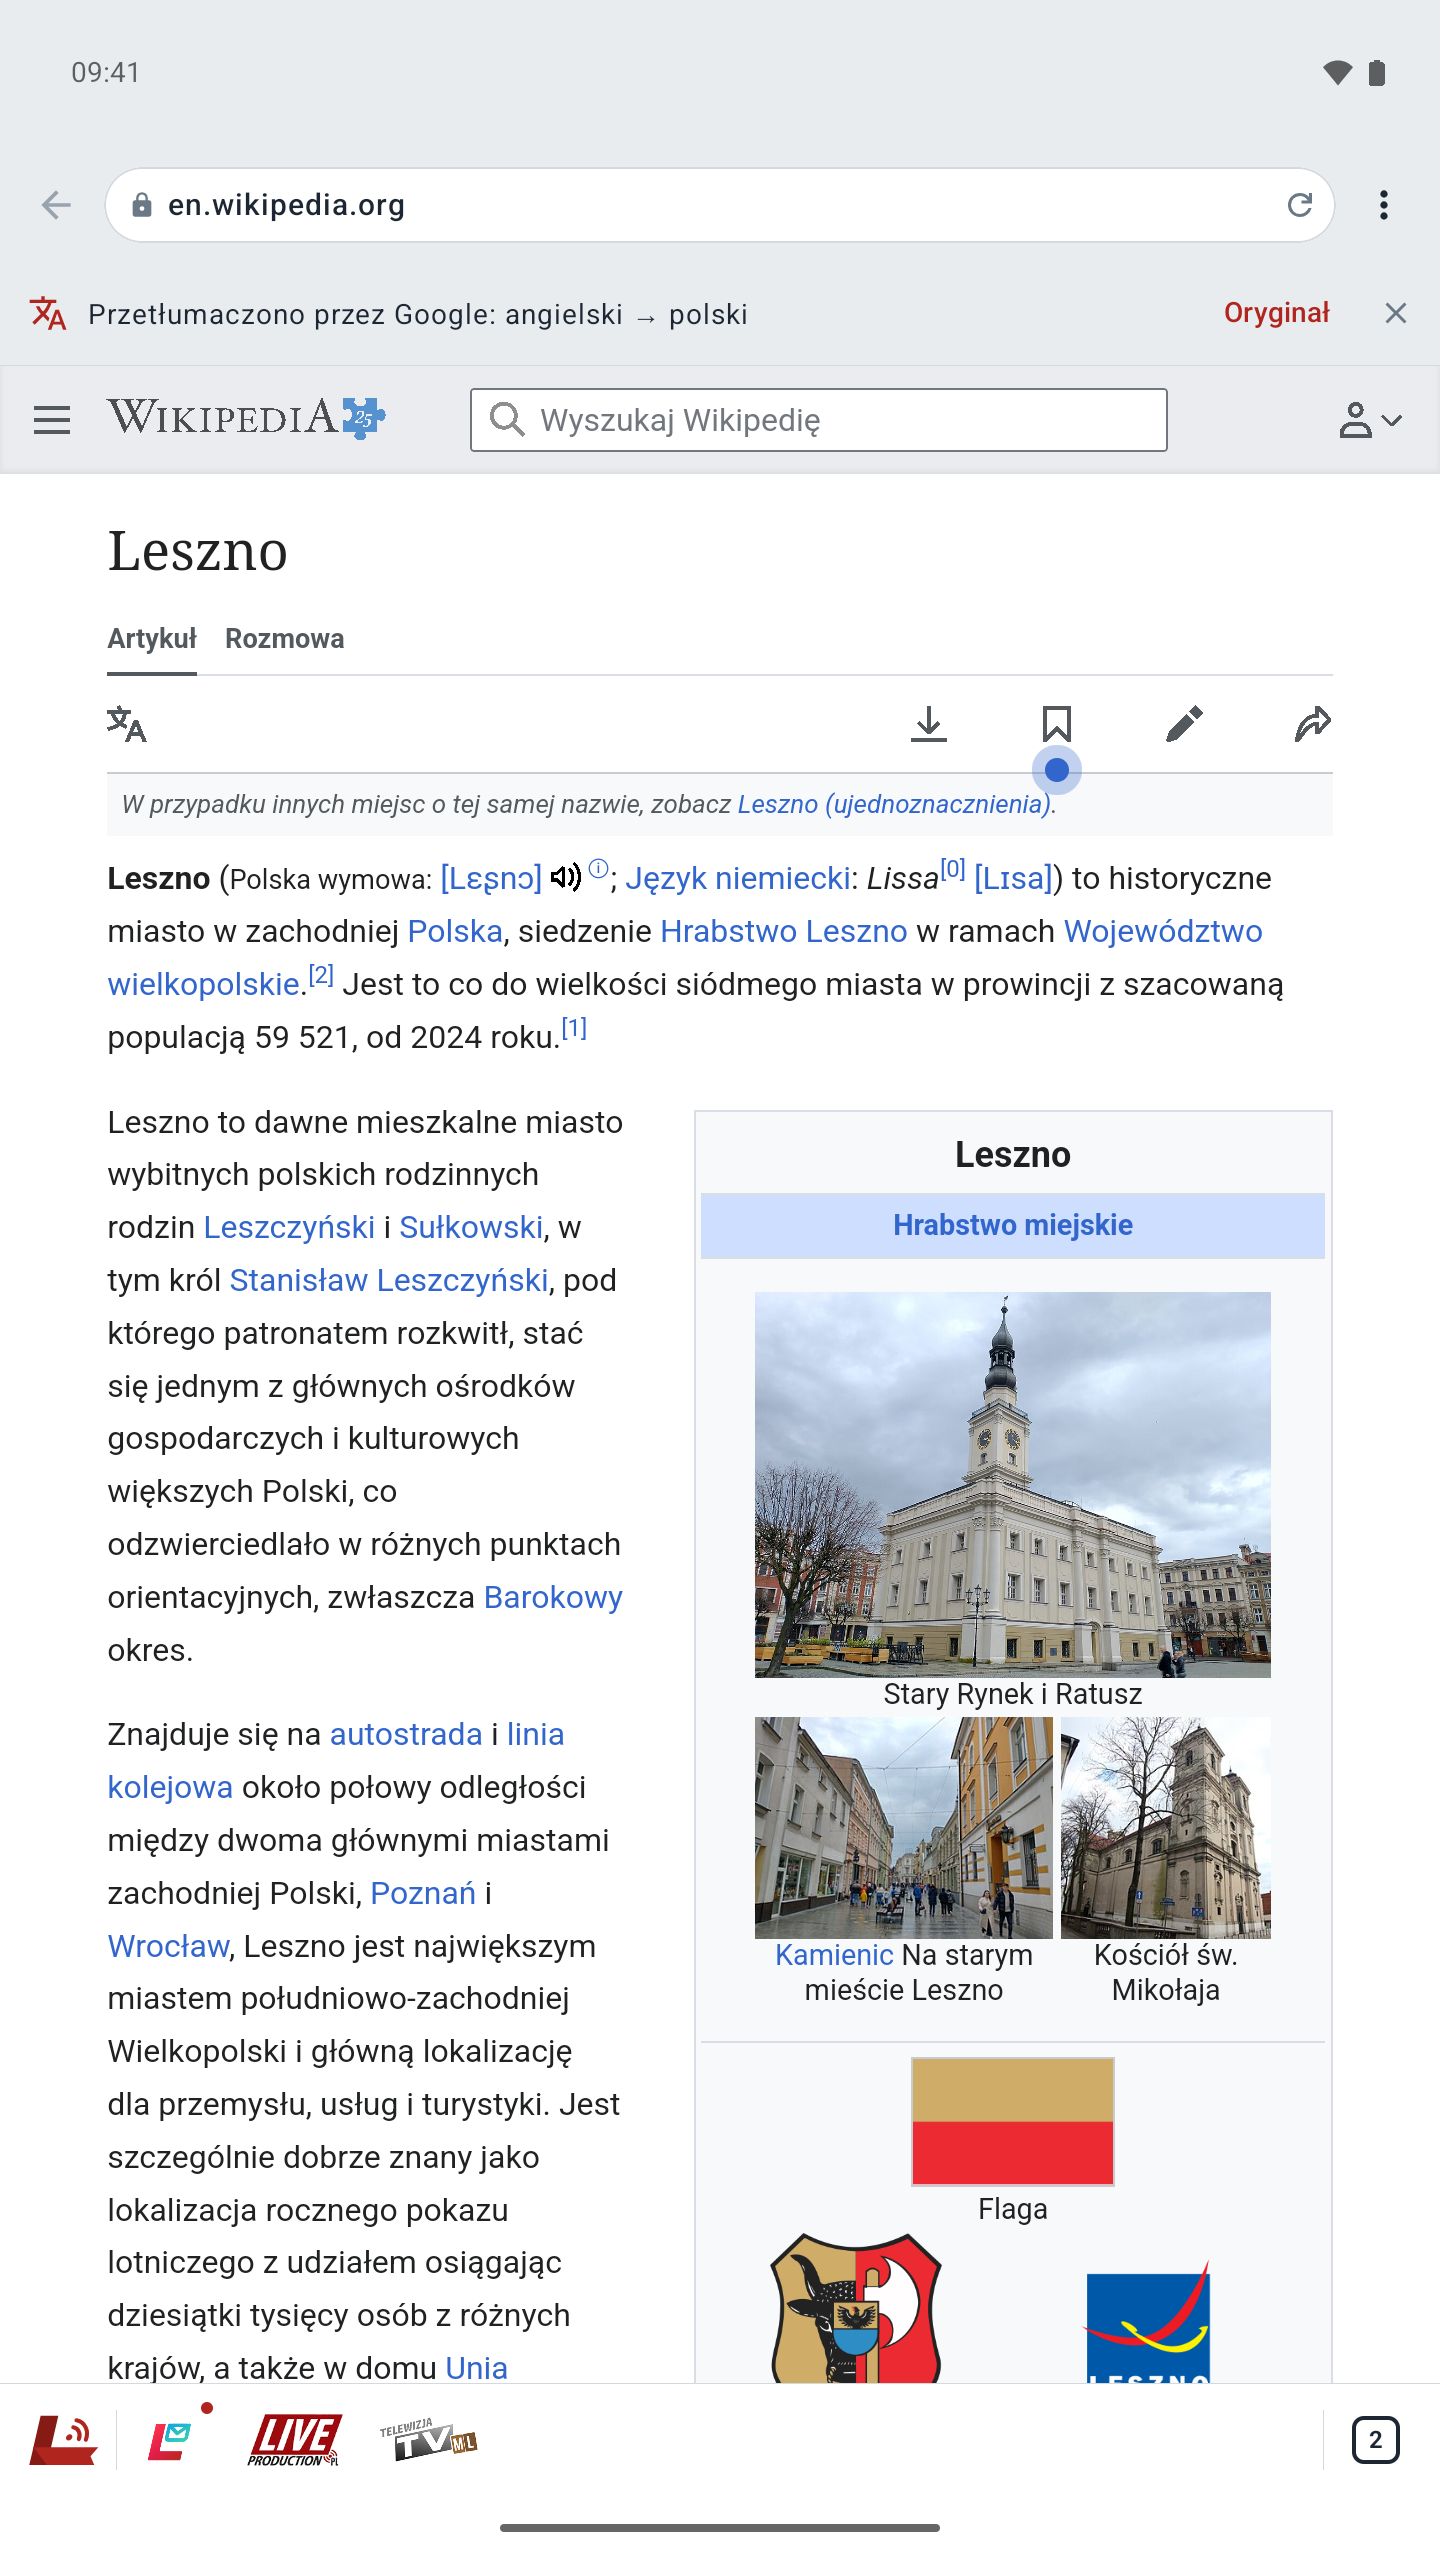 09:41
en.wikipedia.org
Przetłumaczono przez Google: angielski → polski
Oryginał
WIKIPEDIA 25
Wyszukaj Wikipedię
Leszno
Artykuł Rozmowa
W przypadku innych miejsc o tej samej nazwie, zobacz Leszno (ujednoznacznienia).
Leszno (Polska wymowa: [Lɛʂnɔ] ⓘ; Język niemiecki: Lissa[0] [Lɪsa]) to historyczne
miasto w zachodniej Polska, siedzenie Hrabstwo Leszno w ramach Województwo
wielkopolskie.[2] Jest to co do wielkości siódmego miasta w prowincji z szacowaną
populacją 59 521, od 2024 roku.[1]
Leszno to dawne mieszkalne miasto
wybitnych polskich rodzinnych
rodzin Leszczyński i Sułkowski, w
tym król Stanisław Leszczyński, pod
którego patronatem rozkwitł, stać
się jednym z głównych ośrodków
gospodarczych i kulturowych
większych Polski, co
odzwierciedlało w różnych punktach
orientacyjnych, zwłaszcza Barokowy
okres.
Znajduje się na autostrada i linia
kolejowa około połowy odległości
między dwoma głównymi miastami
zachodniej Polski, Poznań i
Wrocław, Leszno jest największym
miastem południowo-zachodniej
Wielkopolski i główną lokalizację
dla przemysłu, usług i turystyki. Jest
szczególnie dobrze znany jako
lokalizacja rocznego pokazu
lotniczego z udziałem osiągając
dziesiątki tysięcy osób z różnych
krajów, a także w domu Unia
Leszno
Hrabstwo miejskie
Stary Rynek i Ratusz
Kamienic Na starym
mieście Leszno
Kościół św.
Mikołaja
Flaga
LESZNO
LIVE
PRODUCTION.PL
TELEWIZJA
TVML
2